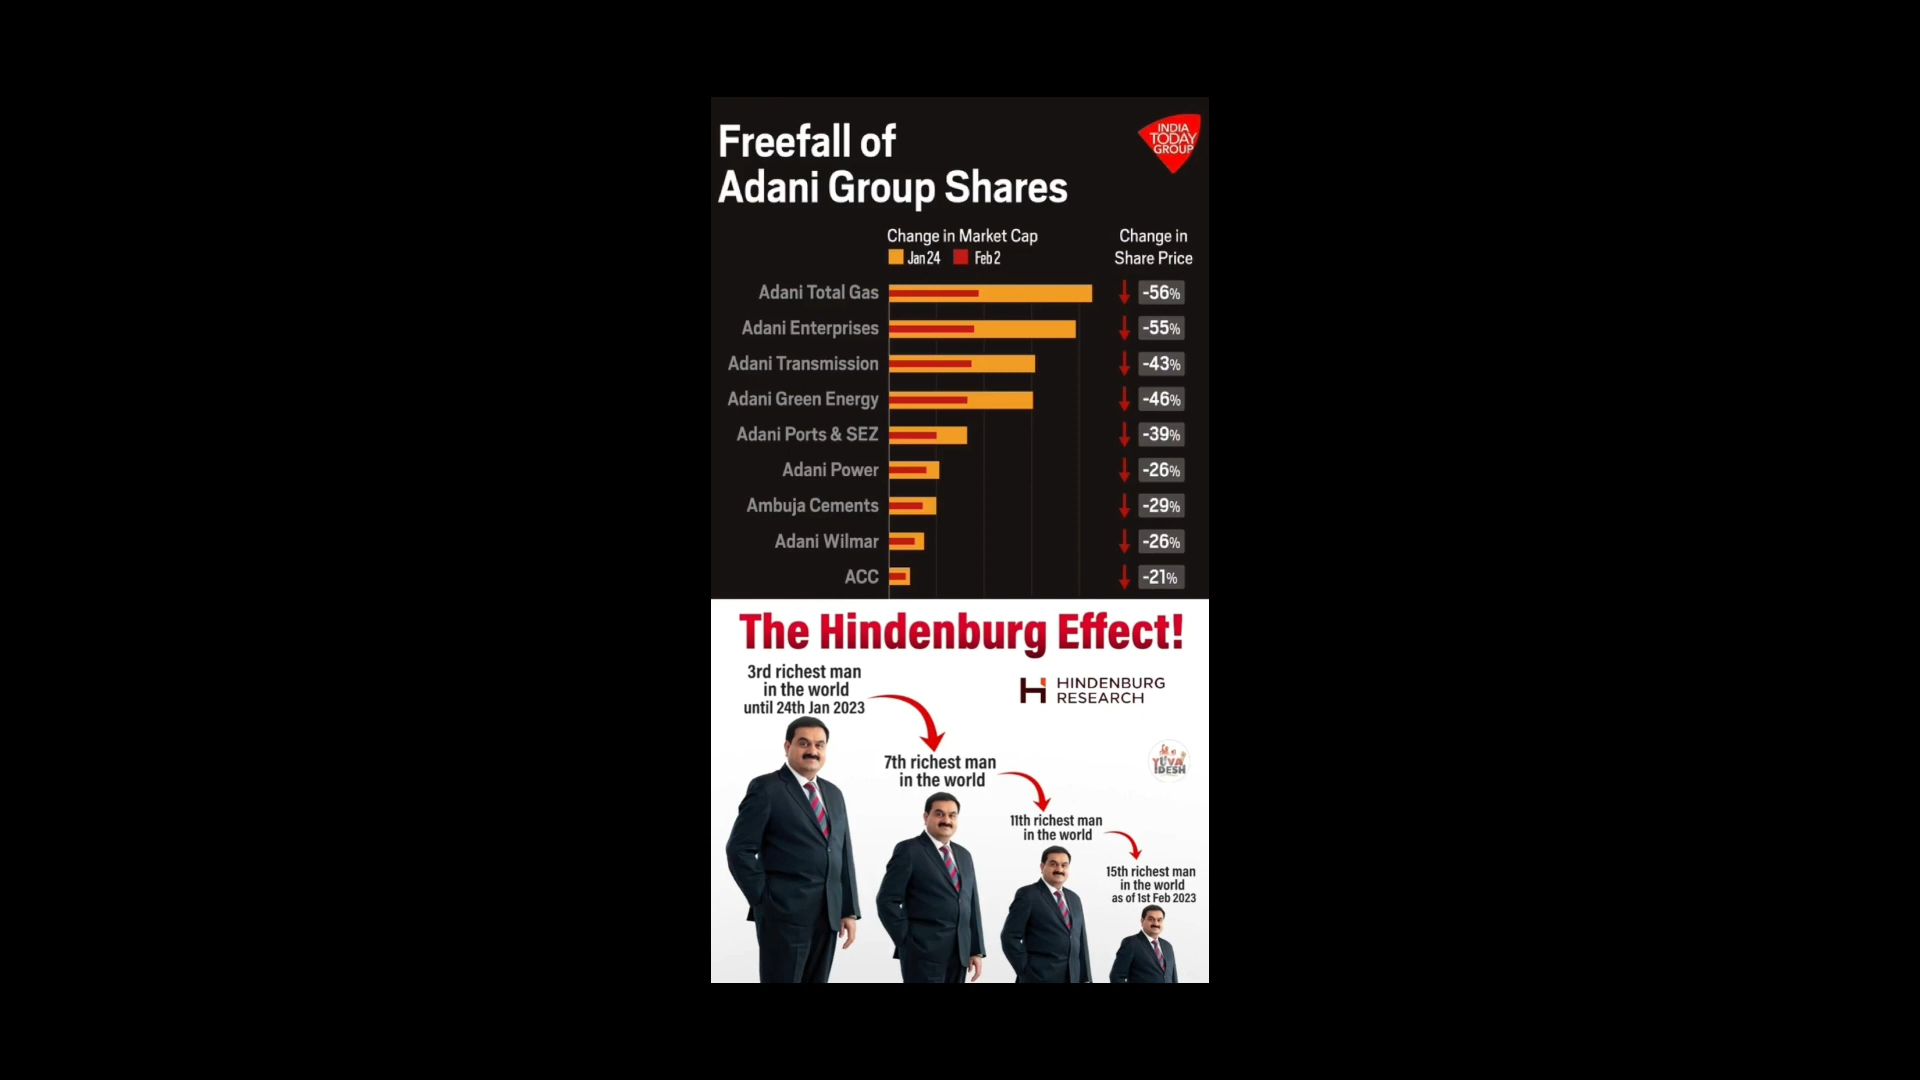 Freefall of
Adani Group Shares
INDIA
TODAY
GROUP
Change in Market Cap
Jan 24 Feb 2
Change in
Share Price
Adani Total Gas -56%
Adani Enterprises -55%
Adani Transmission -43%
Adani Green Energy -46%
Adani Ports & SEZ -39%
Adani Power -26%
Ambuja Cements -29%
Adani Wilmar -26%
ACC -21%
The Hindenburg Effect!
3rd richest man
in the world
until 24th Jan 2023
HINDENBURG
RESEARCH
7th richest man
in the world
YUVA
DESH
11th richest man
in the world
15th richest man
in the world
as of 1st Feb 2023